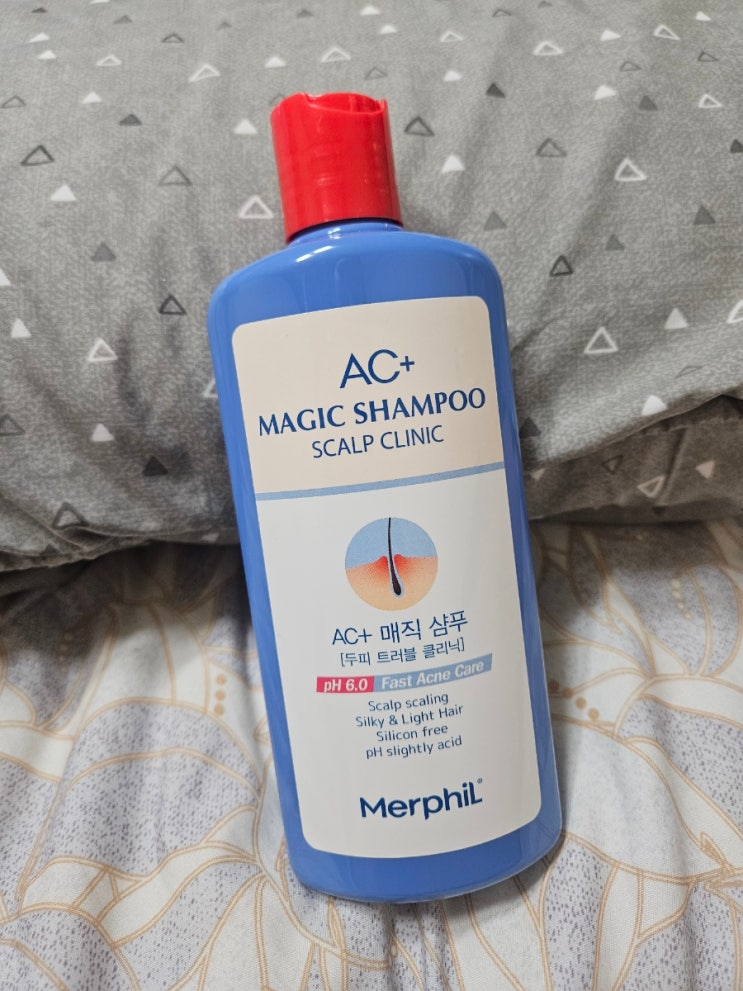 AC+
MAGIC SHAMPOO
SCALP CLINIC
AC+ 매직 샴푸
[두피 트러블 클리닉]
pH 6.0 Fast Acne Care
Scalp scaling
Silky & Light Hair
Silicon free
pH slightly acid
Merphil®